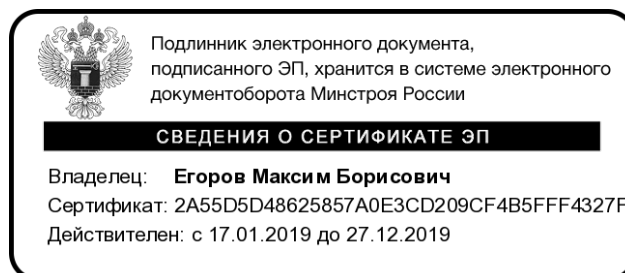 Подлинник электронного документа,
подписанного ЭП, хранится в системе электронного
документоборота Минстроя России
СВЕДЕНИЯ О СЕРТИФИКАТЕ ЭП
Владелец: Егоров Максим Борисович
Сертификат: 2A55D5D48625857A0E3CD209CF4B5FFF4327F
Действителен: с 17.01.2019 до 27.12.2019